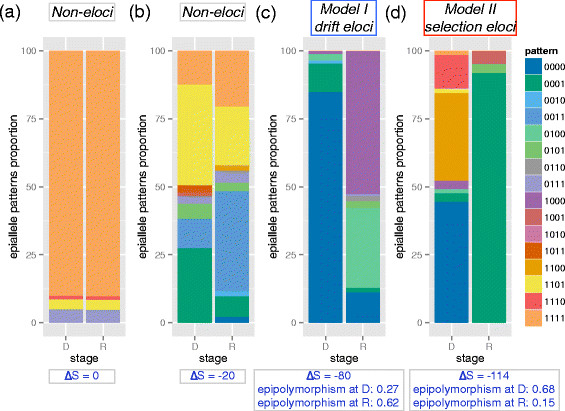 (a)
Non-eloci
(b)
Non-eloci
(c)
Model I
drift eloci
(d)
Model II
selection eloci
epiallele patterns proportion
100
75
50
25
0
D
R
stage
ΔS = 0
epiallele patterns proportion
100
75
50
25
0
D
R
stage
ΔS = -20
epiallele patterns proportion
100
75
50
25
0
D
R
stage
ΔS = -80
epipolymorphism at D: 0.27
epipolymorphism at R: 0.62
epiallele patterns proportion
100
75
50
25
0
D
R
stage
ΔS = -114
epipolymorphism at D: 0.68
epipolymorphism at R: 0.15
pattern
0000
0001
0010
0011
0100
0101
0110
0111
1000
1001
1010
1011
1100
1101
1110
1111